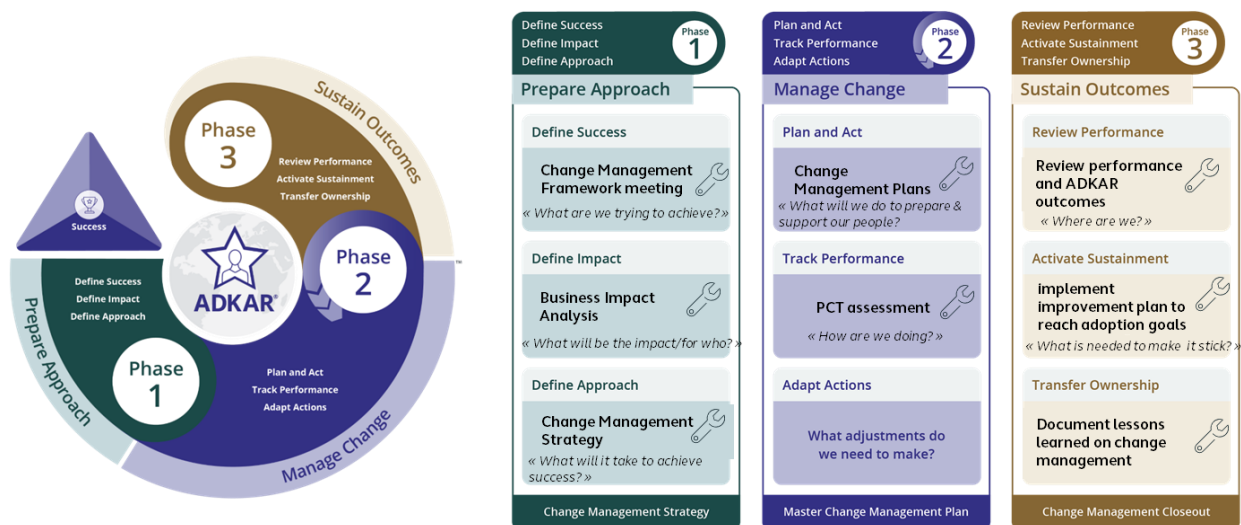 Sustain Outcomes
Phase
3
Review Performance
Activate Sustainment
Transfer Ownership
Success
ADKAR®
Phase
2
™
Define Success
Define Impact
Define Approach
Prepare Approach
Phase
1
Plan and Act
Track Performance
Adapt Actions
Manage Change
Define Success
Define Impact
Define Approach
Phase
1
Prepare Approach
Define Success
Change Management
Framework meeting
« What are we trying to achieve? »
Define Impact
Business Impact
Analysis
« What will be the impact/for who? »
Define Approach
Change Management
Strategy
« What will it take to achieve
success? »
Change Management Strategy
Plan and Act
Track Performance
Adapt Actions
Phase
2
Manage Change
Plan and Act
Change
Management Plans
« What will we do to prepare &
support our people?
Track Performance
PCT assessment
« How are we doing? »
Adapt Actions
What adjustments do
we need to make?
Master Change Management Plan
Review Performance
Activate Sustainment
Transfer Ownership
Phase
3
Sustain Outcomes
Review Performance
Review performance
and ADKAR
outcomes
« Where are we? »
Activate Sustainment
implement
improvement plan to
reach adoption goals
« What is needed to make it stick? »
Transfer Ownership
Document lessons
learned on change
management
Change Management Closeout